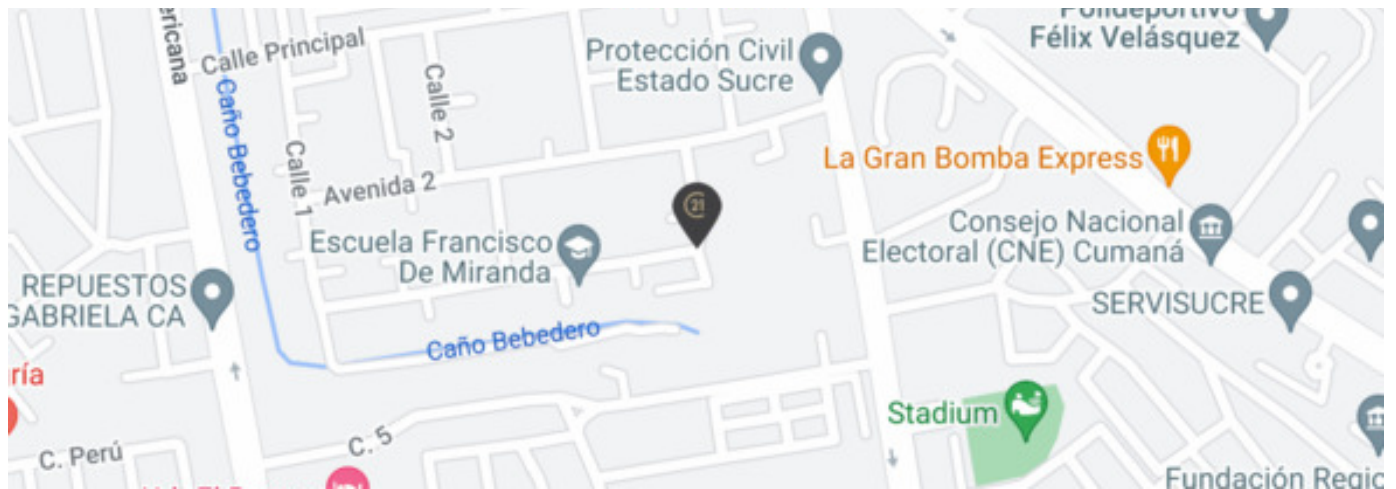 ericana
Calle Principal
Caño Bebedero
Calle 2
Calle 1
Avenida 2
Protección Civil
Estado Sucre
Polideportivo
Félix Velásquez
La Gran Bomba Express
21
Escuela Francisco
De Miranda
Consejo Nacional
Electoral (CNE) Cumaná
REPUESTOS
GABRIELA CA
SERVISUCRE
Caño Bebedero
ría
Stadium
C. 5
C. Perú
Fundación Regio